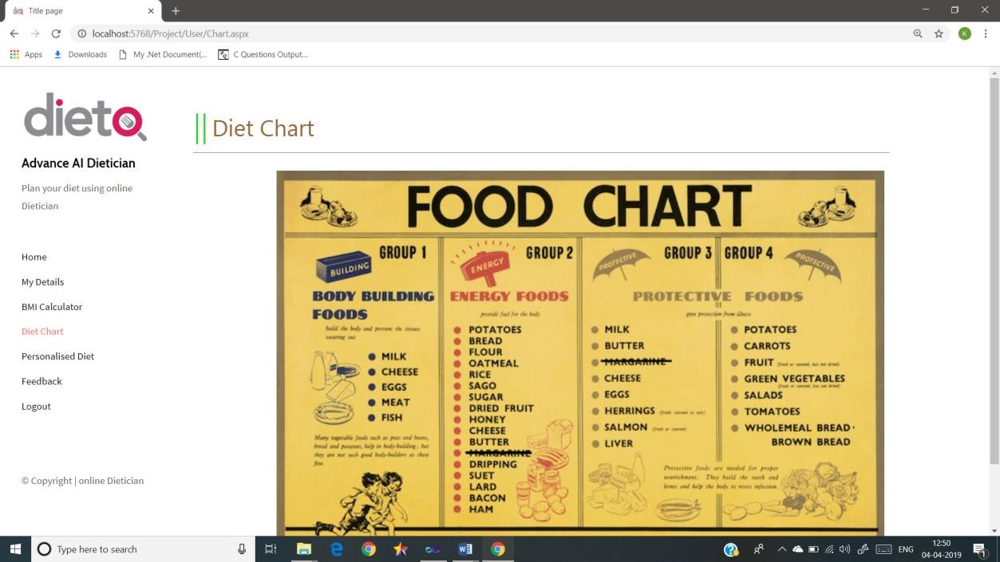 Title page
localhost:5768/Project/User/Chart.aspx
K
Apps
Downloads
My .Net Document(...
C Questions Output...
dieto
Advance AI Dietician
Plan your diet using online
Dietician
Home
My Details
BMI Calculator
Diet Chart
Personalised Diet
Feedback
Logout
© Copyright | online Dietician
Diet Chart
FOOD CHART
BUILDING
GROUP 1
BODY BUILDING
FOODS
build the body and prevent the tissues
wearing out
MILK
CHEESE
EGGS
MEAT
FISH
Many vegetable foods such as peas and beans,
bread and potatoes, help in body-building; but
they are not such good body-builders as these
five.
ENERGY
GROUP 2
ENERGY FOODS
provide fuel for the body
POTATOES
BREAD
FLOUR
OATMEAL
RICE
SAGO
SUGAR
DRIED FRUIT
HONEY
CHEESE
BUTTER
MARGARINE
DRIPPING
SUET
LARD
BACON
HAM
PROTECTIVE
GROUP 3
GROUP 4
PROTECTIVE
PROTECTIVE FOODS
give protection from illness
MILK
BUTTER
MARGARINE
CHEESE
EGGS
HERRINGS (fresh, canned or salt)
SALMON (fresh or canned)
LIVER
POTATOES
CARROTS
FRUIT (fresh or canned, but not dried)
GREEN VEGETABLES
(fresh or canned, but not dried)
SALADS
TOMATOES
WHOLEMEAL BREAD·
BROWN BREAD
Protective foods are needed for proper
nourishment. They build the teeth and
bones and help the body to resist infection.
Type here to search
ENG
12:50
04-04-2019
1